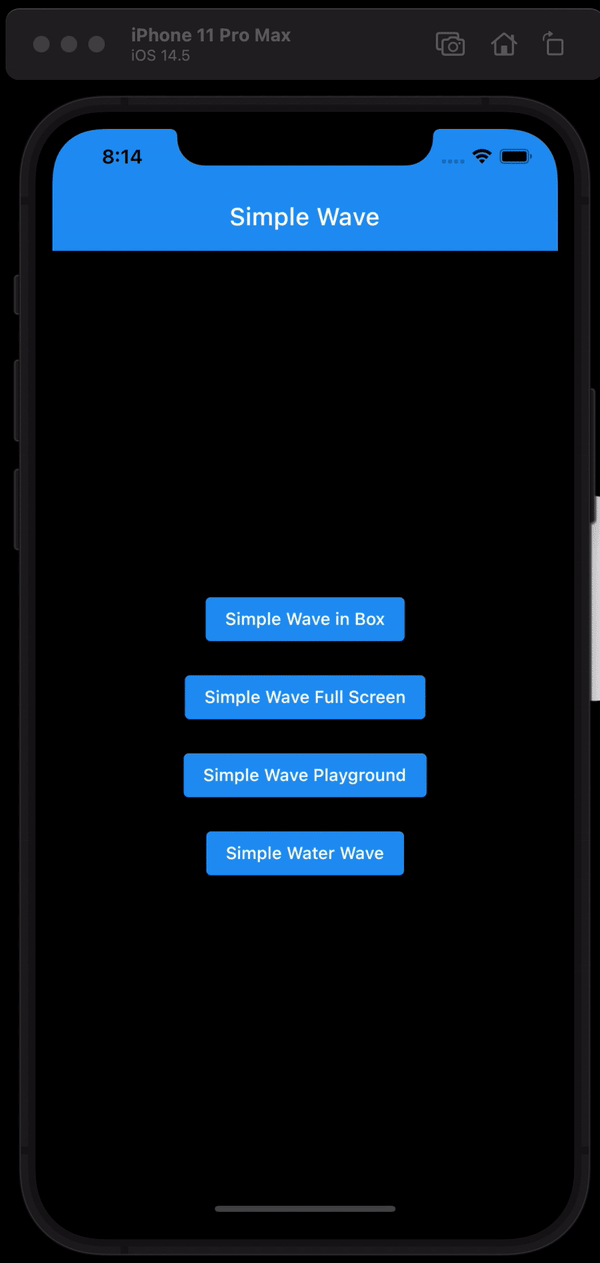 iPhone 11 Pro Max
iOS 14.5
8:14
Simple Wave
Simple Wave in Box
Simple Wave Full Screen
Simple Wave Playground
Simple Water Wave